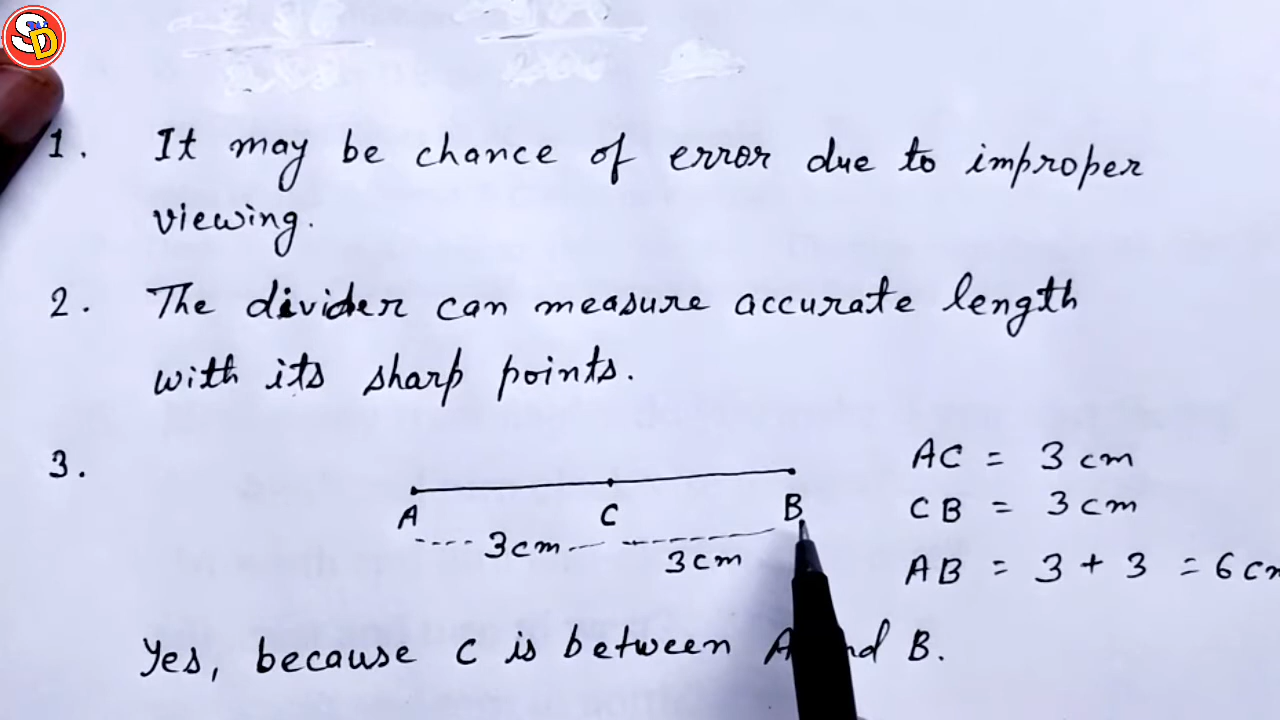 SD
1. It may be chance of error due to improper
viewing.
2. The divider can measure accurate length
with its sharp points.
3.
A C B
3cm 3cm
AC = 3 cm
CB = 3 cm
AB = 3 + 3 = 6 cm
Yes, because C is between A and B.